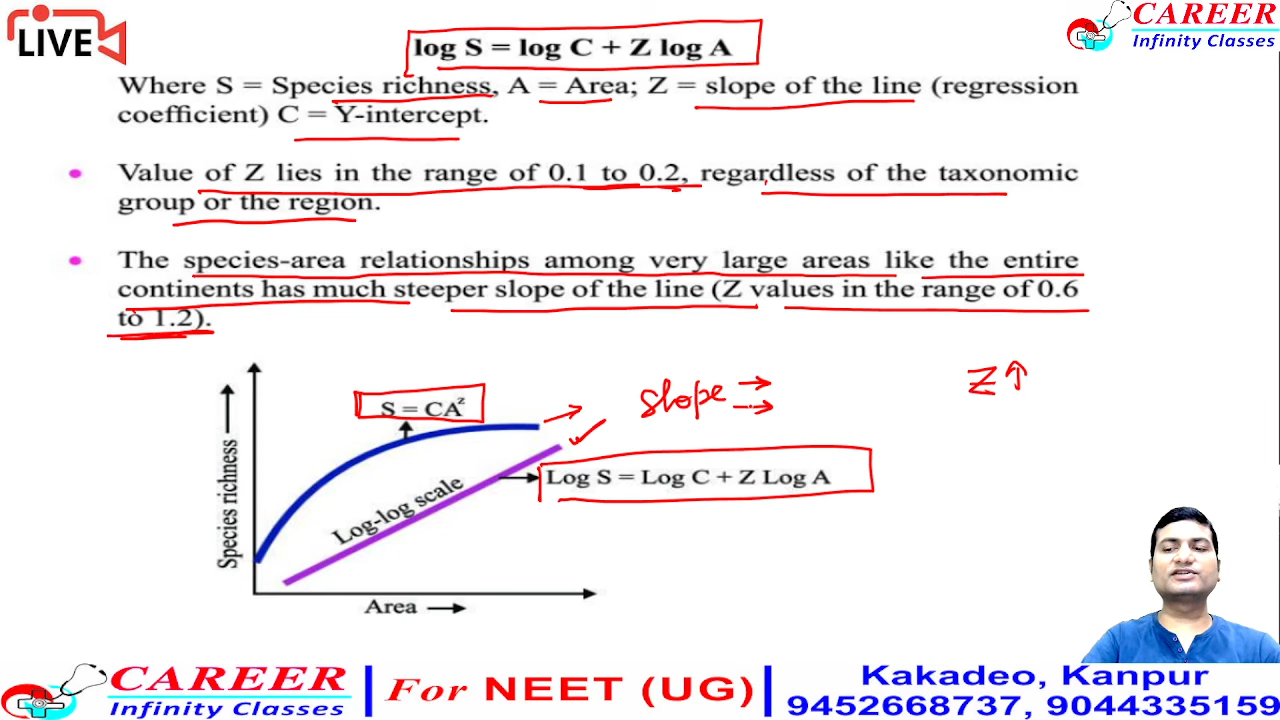 LIVE
CAREER
Infinity Classes
log S = log C + Z log A
Where S = Species richness, A = Area; Z = slope of the line (regression
coefficient) C = Y-intercept.
• Value of Z lies in the range of 0.1 to 0.2, regardless of the taxonomic
group or the region.
• The species-area relationships among very large areas like the entire
continents has much steeper slope of the line (Z values in the range of 0.6
to 1.2).
Z↑
slope
S = CA^z
Log S = Log C + Z Log A
Log-log scale
Species richness
Area
CAREER
Infinity Classes
For NEET (UG)
Kakadeo, Kanpur
9452668737, 9044335159